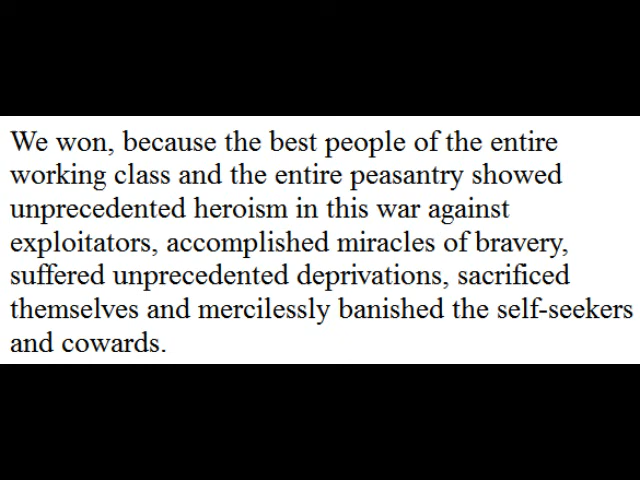 We won, because the best people of the entire
working class and the entire peasantry showed
unprecedented heroism in this war against
exploitators, accomplished miracles of bravery,
suffered unprecedented deprivations, sacrificed
themselves and mercilessly banished the self-seekers
and cowards.